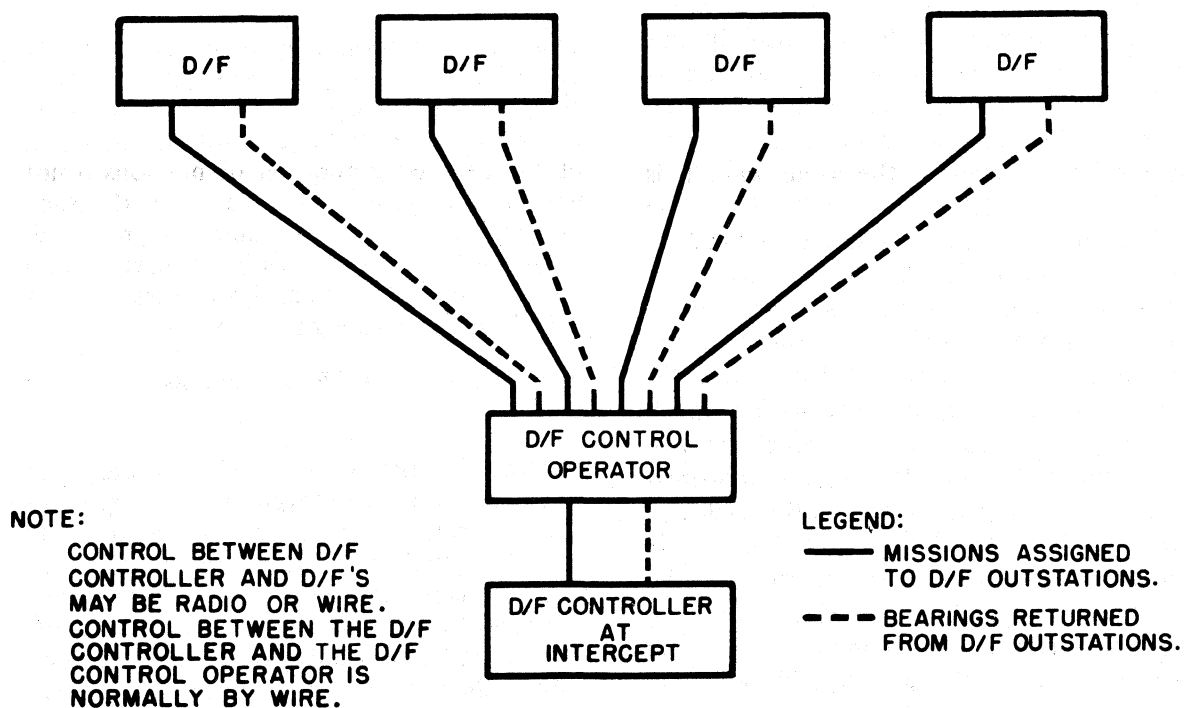 D/F
D/F
D/F
D/F
D/F CONTROL
OPERATOR
D/F CONTROLLER
AT
INTERCEPT
NOTE:
CONTROL BETWEEN D/F
CONTROLLER AND D/F'S
MAY BE RADIO OR WIRE.
CONTROL BETWEEN THE D/F
CONTROLLER AND THE D/F
CONTROL OPERATOR IS
NORMALLY BY WIRE.
LEGEND:
MISSIONS ASSIGNED
TO D/F OUTSTATIONS.
BEARINGS RETURNED
FROM D/F OUTSTATIONS.